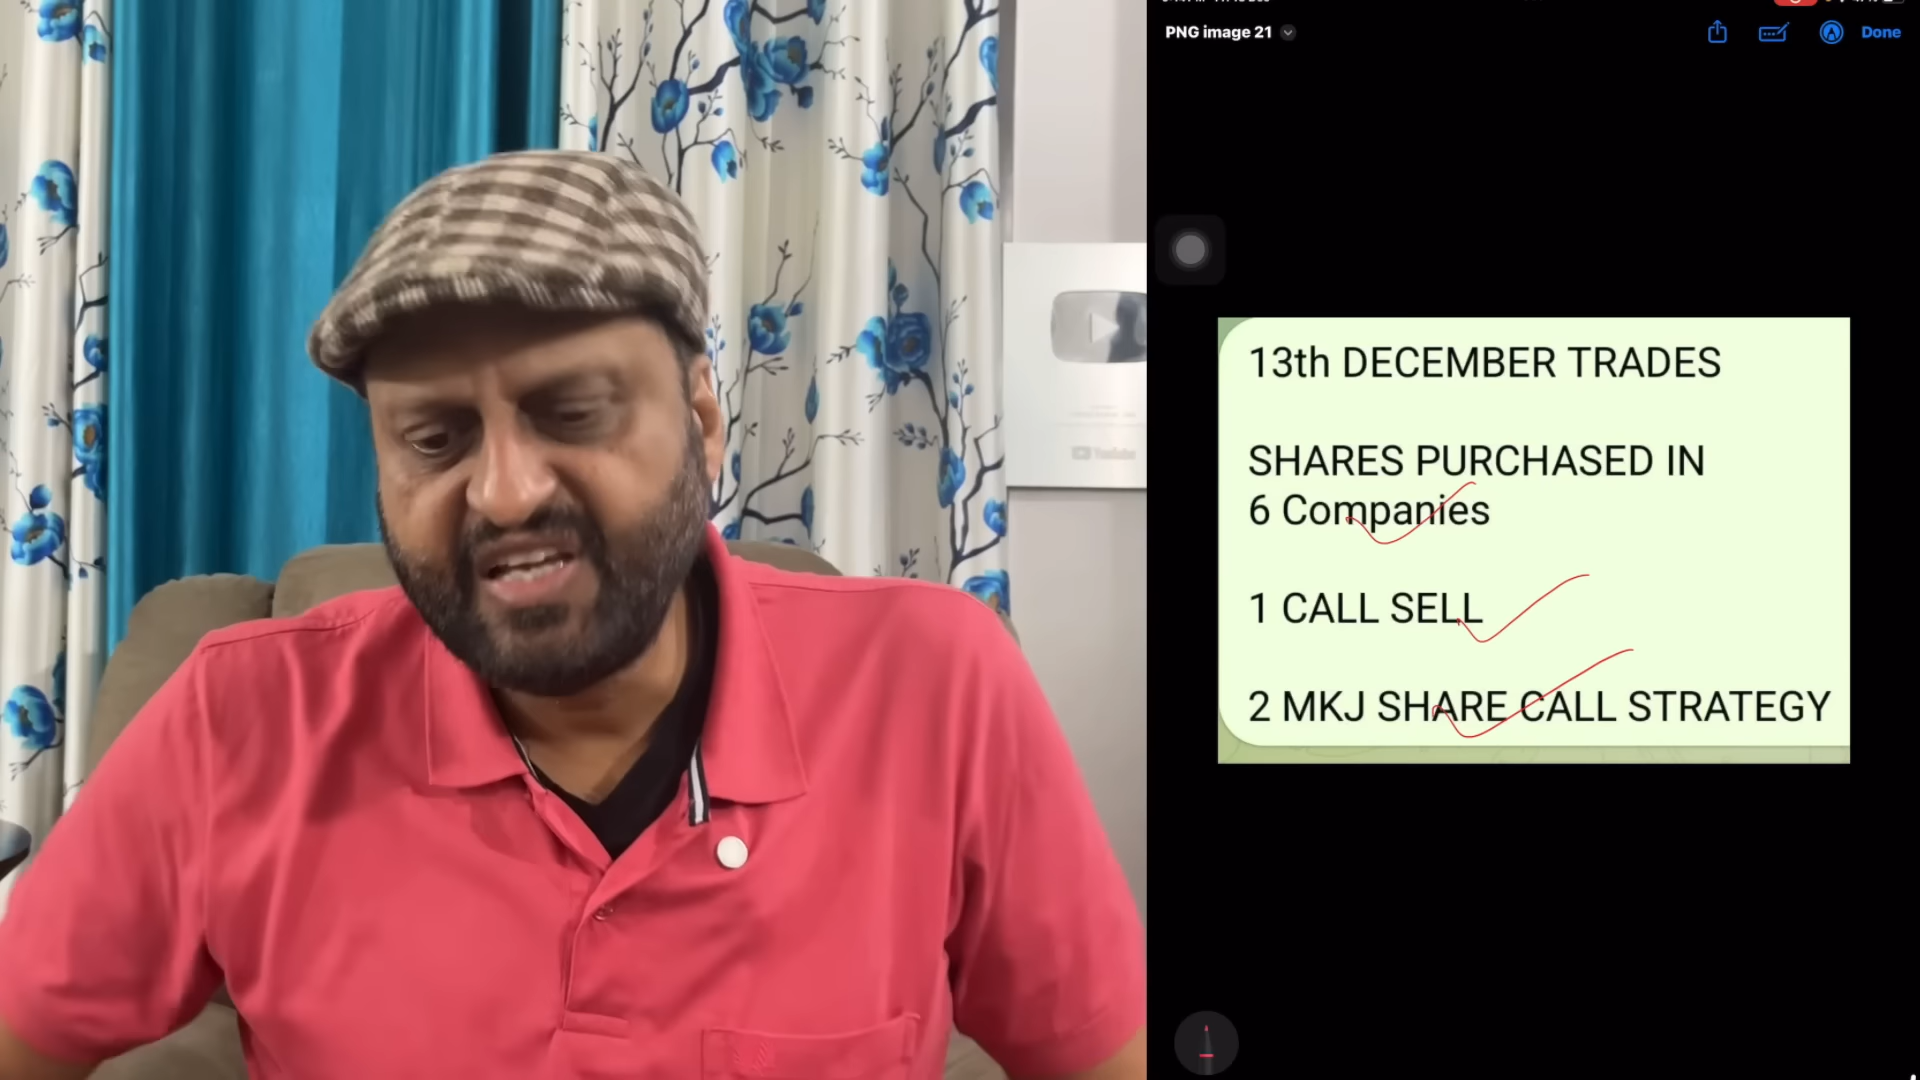 PNG image 21
Done
13th DECEMBER TRADES
SHARES PURCHASED IN
6 Companies
1 CALL SELL
2 MKJ SHARE CALL STRATEGY
YouTube